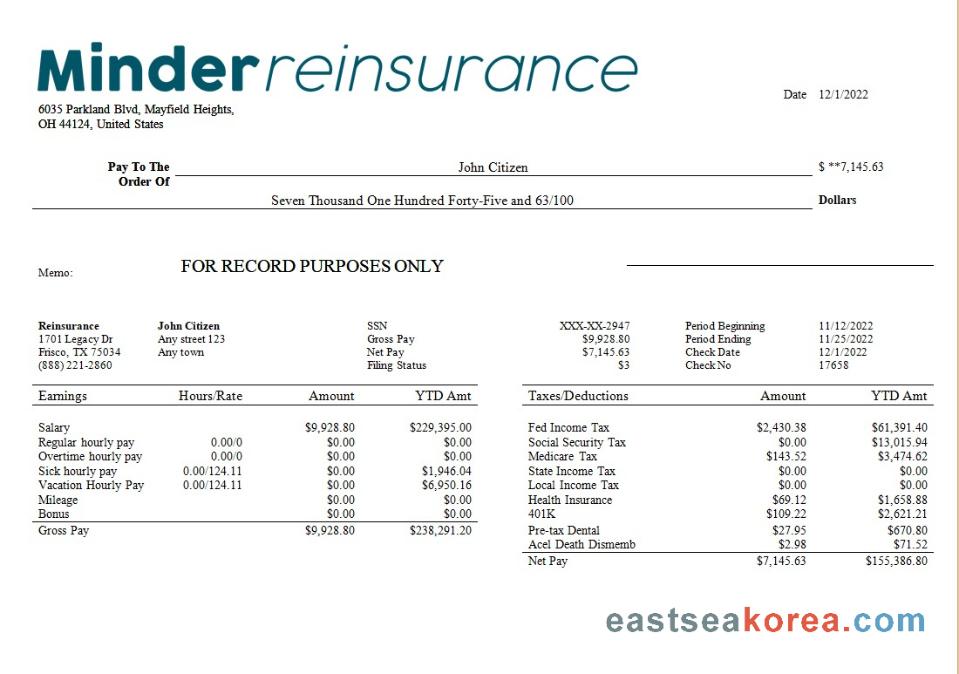 Minder reinsurance
6035 Parkland Blvd, Mayfield Heights,
OH 44124, United States
Date 12/1/2022
Pay To The
Order Of
John Citizen $ **7,145.63
Seven Thousand One Hundred Forty-Five and 63/100 Dollars
Memo: FOR RECORD PURPOSES ONLY
Reinsurance John Citizen SSN XXX-XX-2947 Period Beginning 11/12/2022
1701 Legacy Dr Any street 123 Gross Pay $9,928.80 Period Ending 11/25/2022
Frisco, TX 75034 Any town Net Pay $7,145.63 Check Date 12/1/2022
(888) 221-2860 Filing Status $3 Check No 17658
Earnings Hours/Rate Amount YTD Amt
Salary $9,928.80 $229,395.00
Regular hourly pay 0.00/0 $0.00 $0.00
Overtime hourly pay 0.00/0 $0.00 $0.00
Sick hourly pay 0.00/124.11 $0.00 $1,946.04
Vacation Hourly Pay 0.00/124.11 $0.00 $6,950.16
Mileage $0.00 $0.00
Bonus $0.00 $0.00
Gross Pay $9,928.80 $238,291.20
Taxes/Deductions Amount YTD Amt
Fed Income Tax $2,430.38 $61,391.40
Social Security Tax $0.00 $13,015.94
Medicare Tax $143.52 $3,474.62
State Income Tax $0.00 $0.00
Local Income Tax $0.00 $0.00
Health Insurance $69.12 $1,658.88
401K $109.22 $2,621.21
Pre-tax Dental $27.95 $670.80
Acel Death Dismemb $2.98 $71.52
Net Pay $7,145.63 $155,386.80
eastseakorea.com